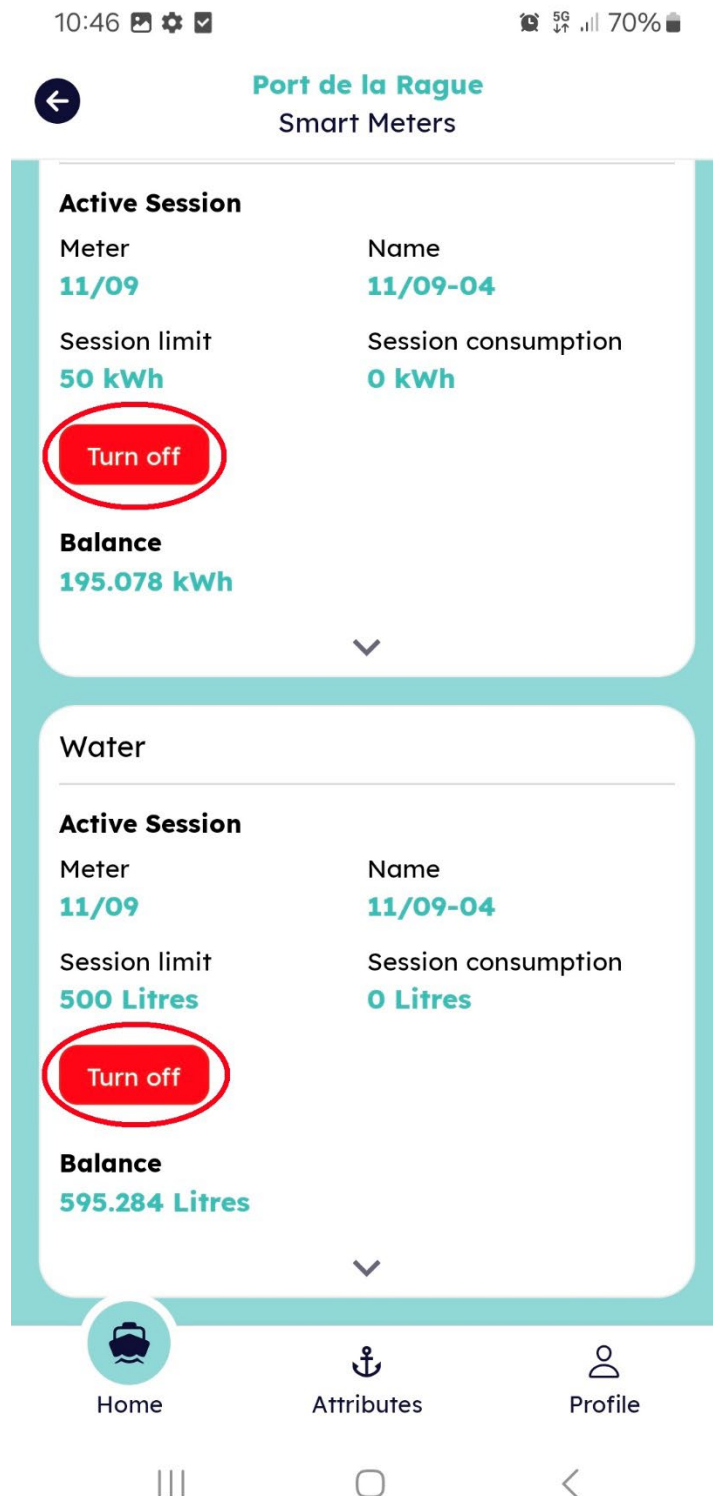 10:46 5G 70%
Port de la Rague
Smart Meters
Active Session
Meter Name
11/09 11/09-04
Session limit Session consumption
50 kWh 0 kWh
Turn off
Balance
195.078 kWh
Water
Active Session
Meter Name
11/09 11/09-04
Session limit Session consumption
500 Litres 0 Litres
Turn off
Balance
595.284 Litres
Home Attributes Profile